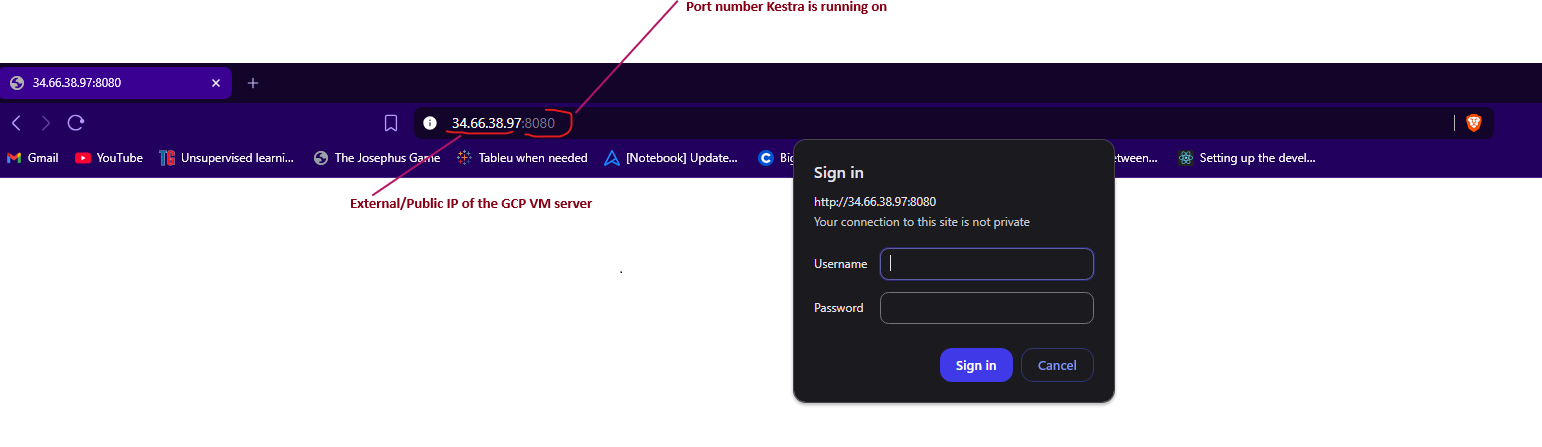 Port number Kestra is running on
34.66.38.97:8080
34.66.38.97:8080
Gmail YouTube Unsupervised learni... The Josephus Game Tableu when needed [Notebook] Update... Big etween... Setting up the devel...
External/Public IP of the GCP VM server
Sign in
http://34.66.38.97:8080
Your connection to this site is not private
Username
Password
Sign in Cancel